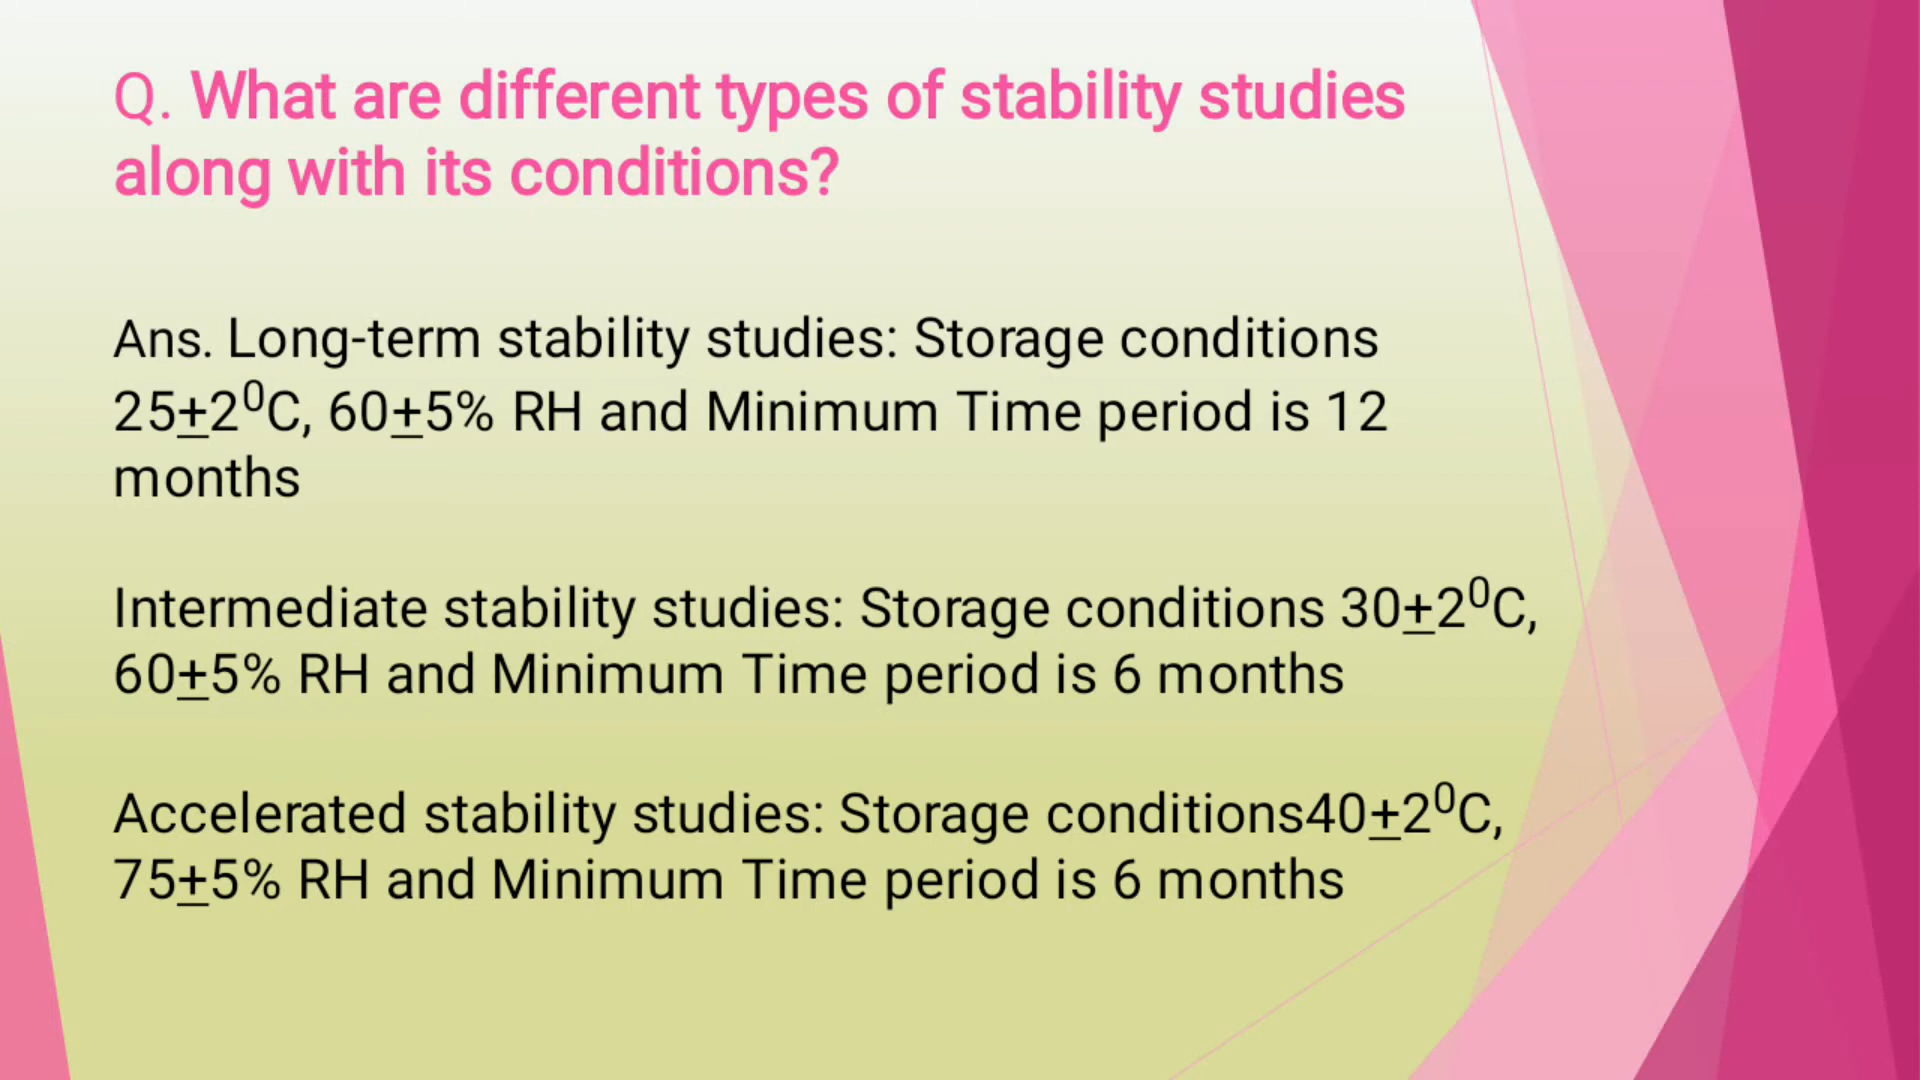 Q. What are different types of stability studies
along with its conditions?
Ans. Long-term stability studies: Storage conditions
25±2⁰C, 60±5% RH and Minimum Time period is 12
months
Intermediate stability studies: Storage conditions 30±2⁰C,
60±5% RH and Minimum Time period is 6 months
Accelerated stability studies: Storage conditions40±2⁰C,
75±5% RH and Minimum Time period is 6 months